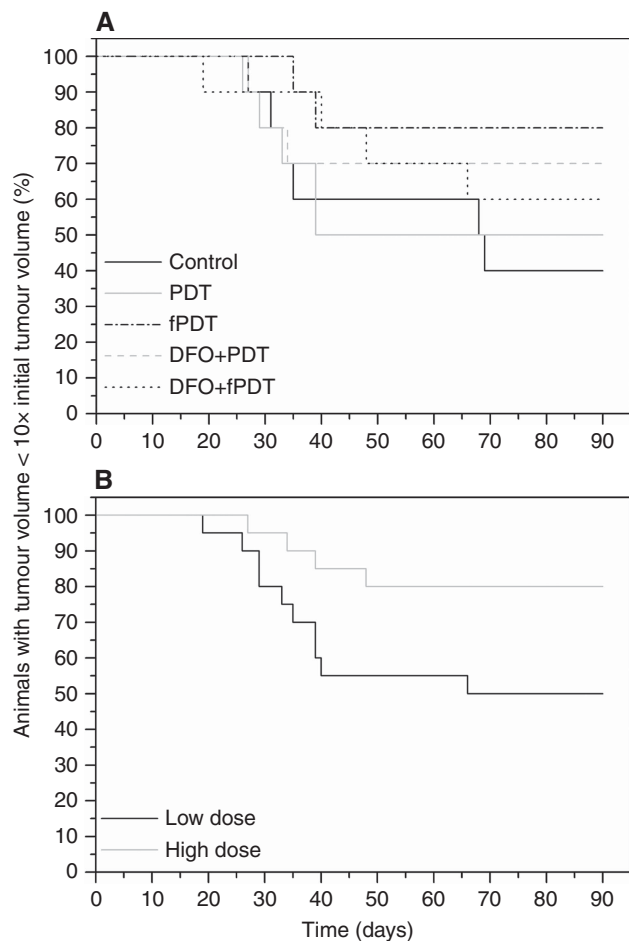 A
100
90
80
70
60
50
40
30
20
10
0
Control
PDT
fPDT
DFO+PDT
DFO+fPDT
0 10 20 30 40 50 60 70 80 90
Animals with tumour volume < 10× initial tumour volume (%)
B
100
90
80
70
60
50
40
30
20
10
0
Low dose
High dose
0 10 20 30 40 50 60 70 80 90
Time (days)